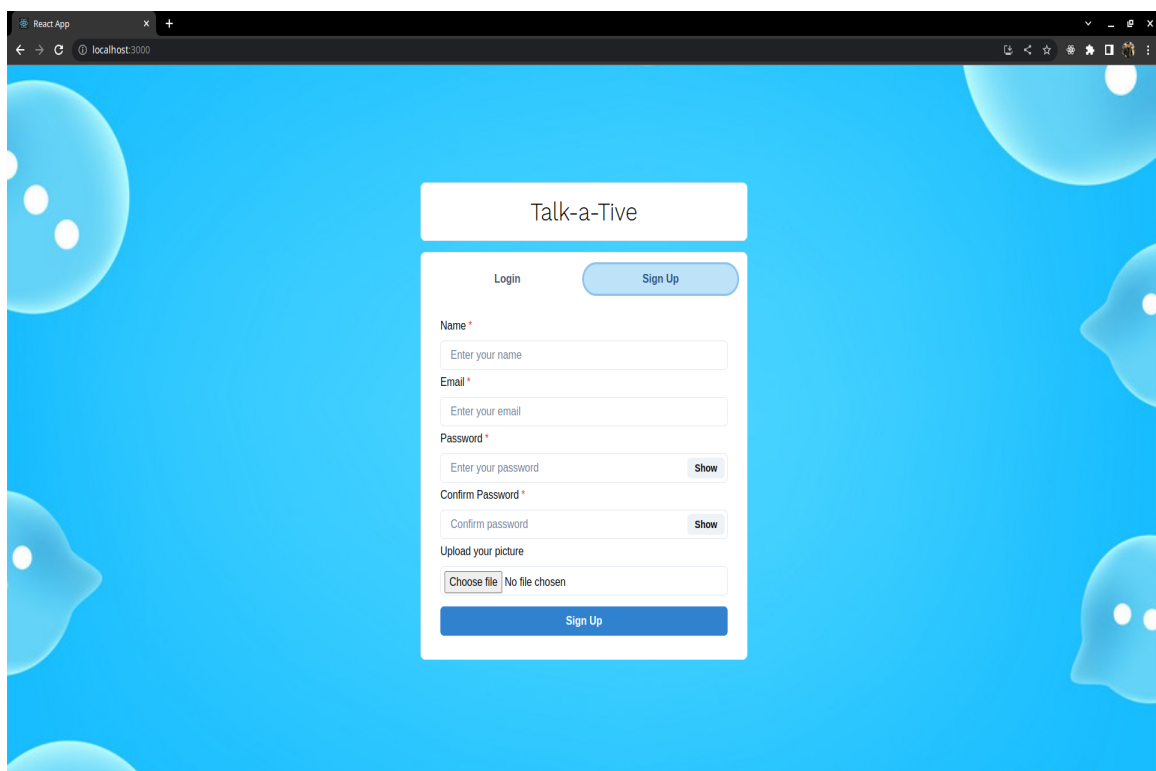 React App
localhost:3000
Talk-a-Tive
Login Sign Up
Name *
Enter your name
Email *
Enter your email
Password *
Enter your password Show
Confirm Password *
Confirm password Show
Upload your picture
Choose file No file chosen
Sign Up